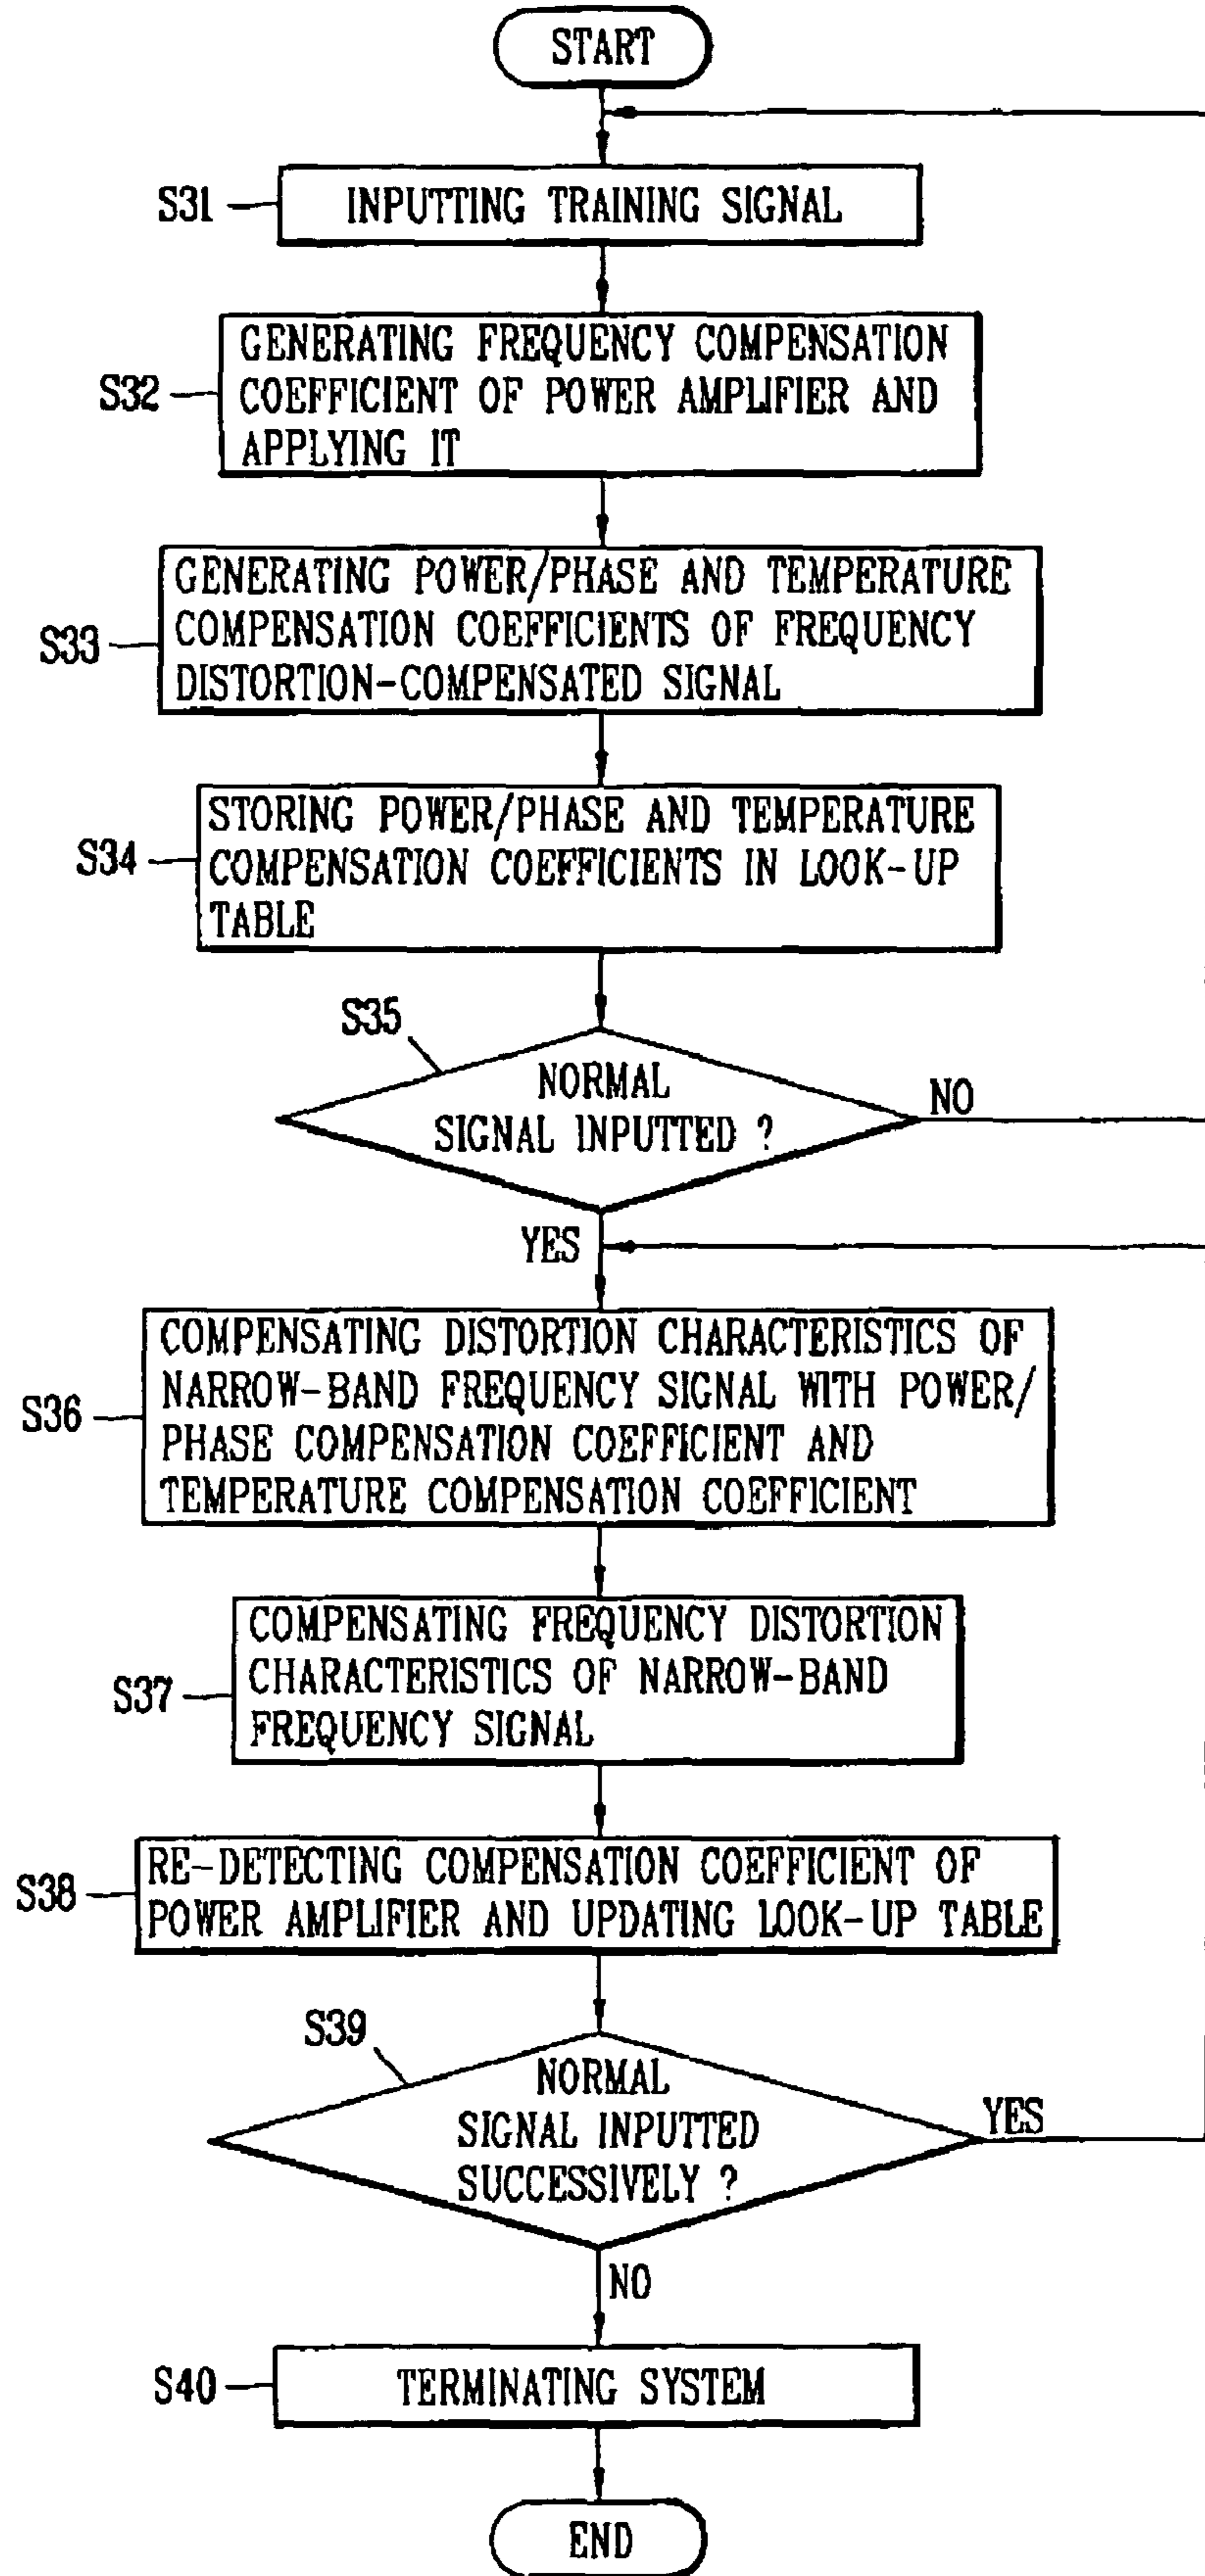 START
S31
INPUTTING TRAINING SIGNAL
S32
GENERATING FREQUENCY COMPENSATION
COEFFICIENT OF POWER AMPLIFIER AND
APPLYING IT
S33
GENERATING POWER/PHASE AND TEMPERATURE
COMPENSATION COEFFICIENTS OF FREQUENCY
DISTORTION-COMPENSATED SIGNAL
S34
STORING POWER/PHASE AND TEMPERATURE
COMPENSATION COEFFICIENTS IN LOOK-UP
TABLE
S35
NORMAL
SIGNAL INPUTTED ?
NO
YES
S36
COMPENSATING DISTORTION CHARACTERISTICS OF
NARROW-BAND FREQUENCY SIGNAL WITH POWER/
PHASE COMPENSATION COEFFICIENT AND
TEMPERATURE COMPENSATION COEFFICIENT
S37
COMPENSATING FREQUENCY DISTORTION
CHARACTERISTICS OF NARROW-BAND
FREQUENCY SIGNAL
S38
RE-DETECTING COMPENSATION COEFFICIENT OF
POWER AMPLIFIER AND UPDATING LOOK-UP TABLE
S39
NORMAL
SIGNAL INPUTTED
SUCCESSIVELY ?
YES
NO
S40
TERMINATING SYSTEM
END